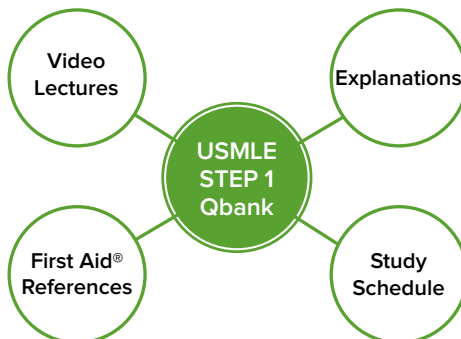 Video
Lectures
Explanations
USMLE
STEP 1
Qbank
First Aid®
References
Study
Schedule